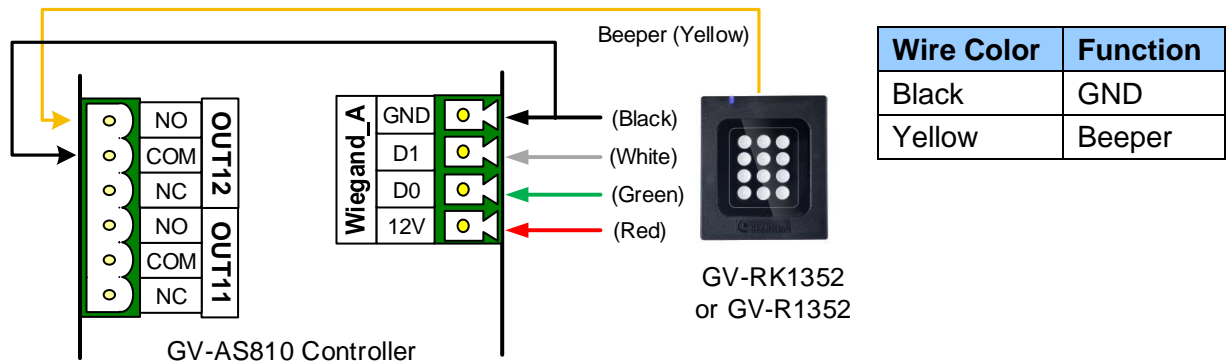 Beeper (Yellow)
NO
COM
NC
NO
COM
NC
OUT12
OUT11
Wiegand_A
GND
D1
D0
12V
(Black)
(White)
(Green)
(Red)
GV-RK1352
or GV-R1352
GV-AS810 Controller
Wire Color Function
Black GND
Yellow Beeper